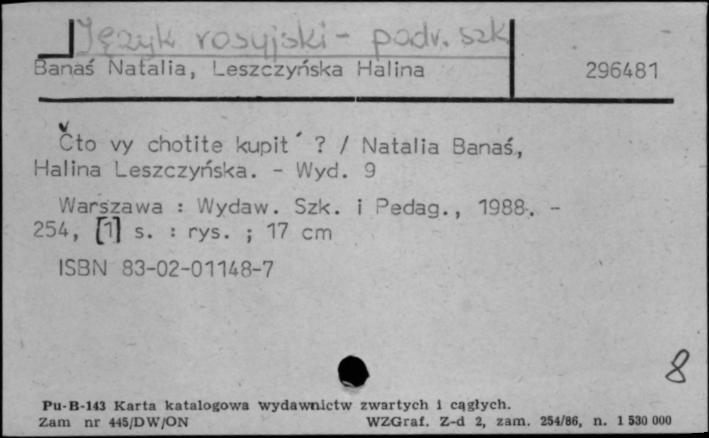 Język rosyjski - podr. szk
Banaś Natalia, Leszczyńska Halina 296481
Čto vy chotite kupit´ ? / Natalia Banaś,
Halina Leszczyńska. - Wyd. 9
Warszawa : Wydaw. Szk. i Pedag., 1988. -
254, [1] s. : rys. ; 17 cm
ISBN 83-02-01148-7
8
Pu-B-143 Karta katalogowa wydawnictw zwartych i ciągłych.
Zam nr 445/DW/ON WZGraf. Z-d 2, zam. 254/86, n. 1 530 000